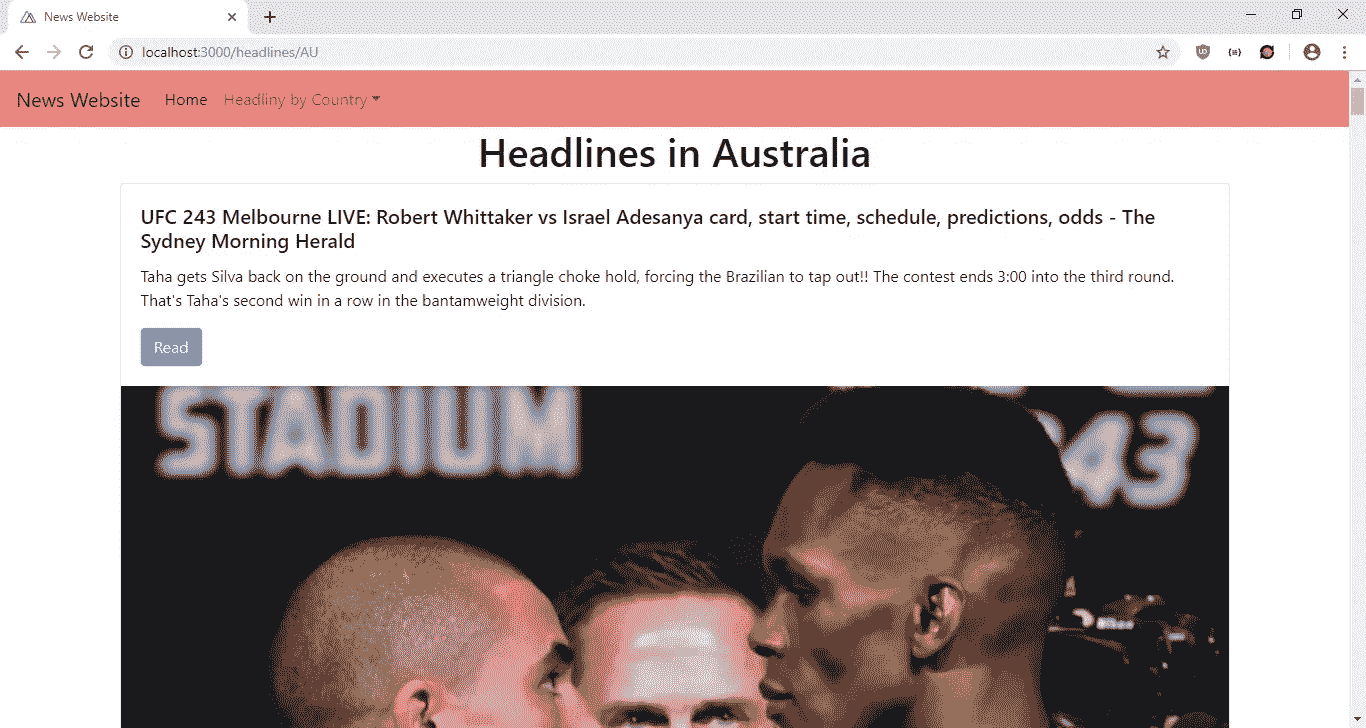 News Website
localhost:3000/headlines/AU
News Website Home Headliny by Country
Headlines in Australia
UFC 243 Melbourne LIVE: Robert Whittaker vs Israel Adesanya card, start time, schedule, predictions, odds - The
Sydney Morning Herald
Taha gets Silva back on the ground and executes a triangle choke hold, forcing the Brazilian to tap out!! The contest ends 3:00 into the third round.
That's Taha's second win in a row in the bantamweight division.
Read
STADIUM
243